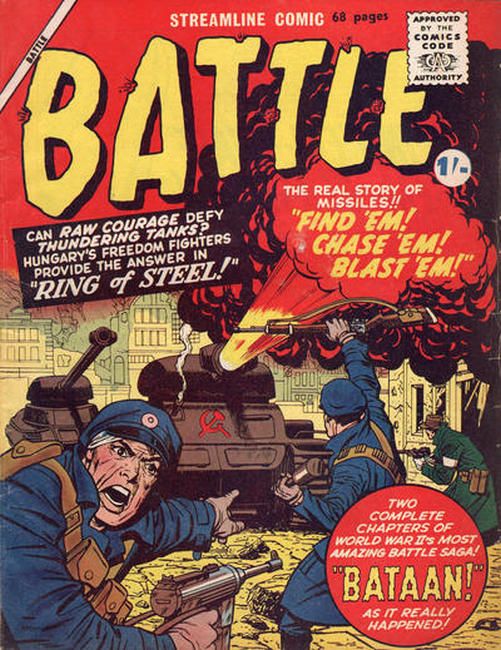 BATTLE
STREAMLINE COMIC 68 pages
APPROVED
BY THE
COMICS
CODE
AUTHORITY
BATTLE
1/-
THE REAL STORY OF
MISSILES!!
"FIND 'EM!
CHASE 'EM!
BLAST 'EM!"
CAN RAW COURAGE DEFY
THUNDERING TANKS?
HUNGARY'S FREEDOM FIGHTERS
PROVIDE THE ANSWER IN
"RING of STEEL!"
TWO
COMPLETE
CHAPTERS OF
WORLD WAR II's MOST
AMAZING BATTLE SAGA!
"BATAAN!"
AS IT REALLY
HAPPENED!